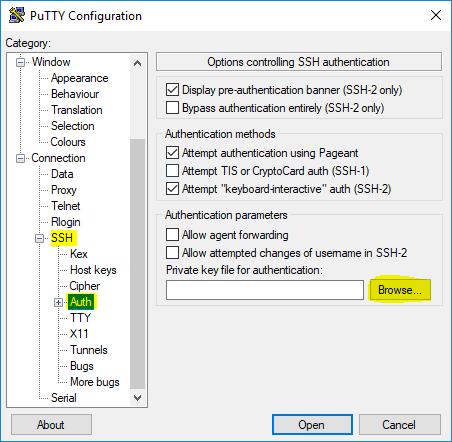 PuTTY Configuration
Category:
Window
Appearance
Behaviour
Translation
Selection
Colours
Connection
Data
Proxy
Telnet
Rlogin
SSH
Kex
Host keys
Cipher
Auth
TTY
X11
Tunnels
Bugs
More bugs
Serial
Options controlling SSH authentication
Display pre-authentication banner (SSH-2 only)
Bypass authentication entirely (SSH-2 only)
Authentication methods
Attempt authentication using Pageant
Attempt TIS or CryptoCard auth (SSH-1)
Attempt "keyboard-interactive" auth (SSH-2)
Authentication parameters
Allow agent forwarding
Allow attempted changes of username in SSH-2
Private key file for authentication:
Browse...
About
Open
Cancel